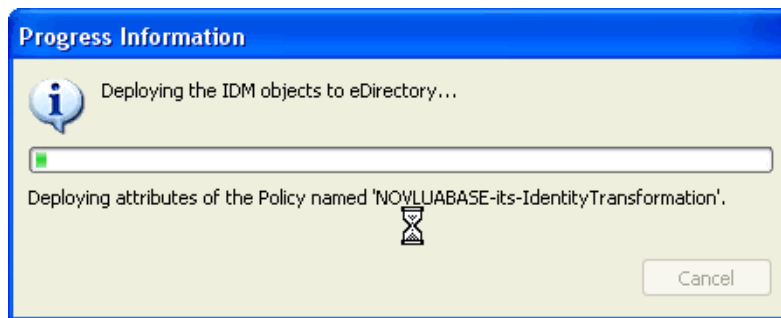 Progress Information
Deploying the IDM objects to eDirectory...
Deploying attributes of the Policy named 'NOVLUABASE-its-IdentityTransformation'.
Cancel